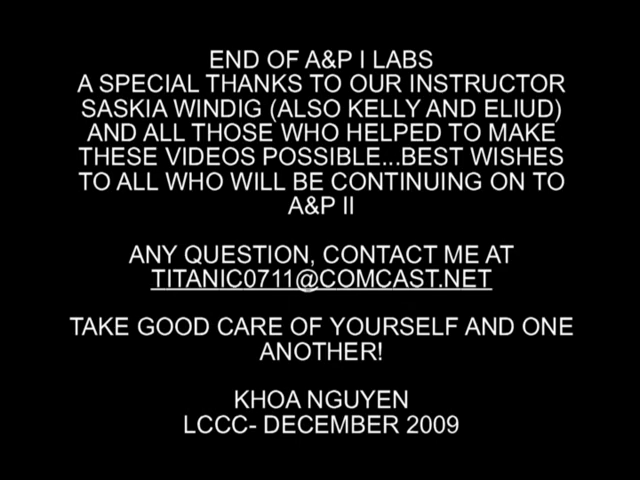 END OF A&P I LABS
A SPECIAL THANKS TO OUR INSTRUCTOR
SASKIA WINDIG (ALSO KELLY AND ELIUD)
AND ALL THOSE WHO HELPED TO MAKE
THESE VIDEOS POSSIBLE...BEST WISHES
TO ALL WHO WILL BE CONTINUING ON TO
A&P II
ANY QUESTION, CONTACT ME AT
TITANIC0711@COMCAST.NET
TAKE GOOD CARE OF YOURSELF AND ONE
ANOTHER!
KHOA NGUYEN
LCCC- DECEMBER 2009